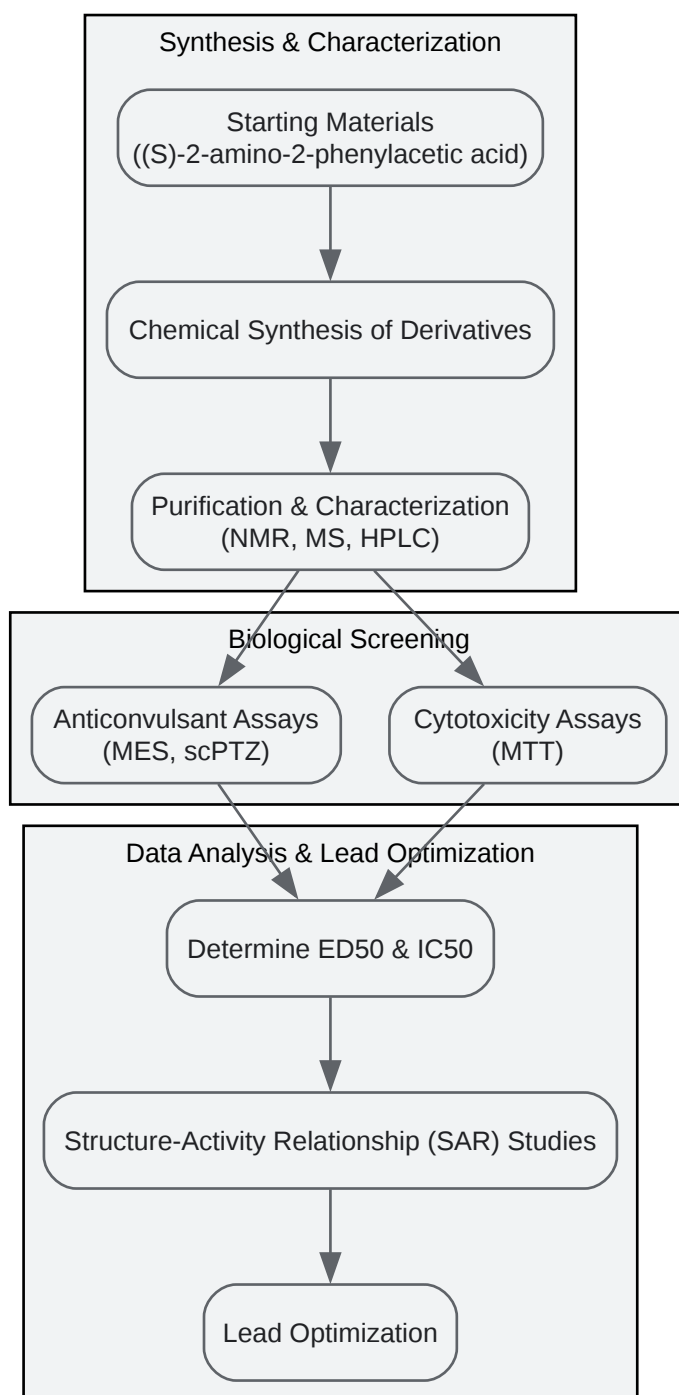 Synthesis & Characterization
Starting Materials
((S)-2-amino-2-phenylacetic acid)
Chemical Synthesis of Derivatives
Purification & Characterization
(NMR, MS, HPLC)
Biological Screening
Anticonvulsant Assays
(MES, scPTZ)
Cytotoxicity Assays
(MTT)
Data Analysis & Lead Optimization
Determine ED50 & IC50
Structure-Activity Relationship (SAR) Studies
Lead Optimization